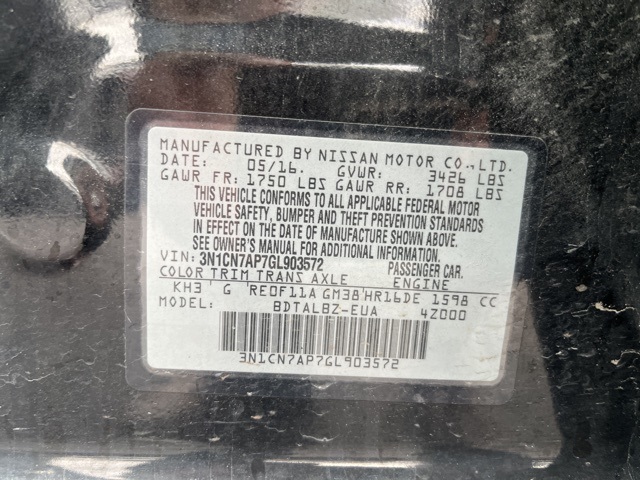 MANUFACTURED BY NISSAN MOTOR CO., LTD.
DATE: 05/16. GVWR: 3426 LBS
GAWR FR: 1750 LBS GAWR RR: 1708 LBS
THIS VEHICLE CONFORMS TO ALL APPLICABLE FEDERAL MOTOR
VEHICLE SAFETY, BUMPER AND THEFT PREVENTION STANDARDS
IN EFFECT ON THE DATE OF MANUFACTURE SHOWN ABOVE.
SEE OWNER'S MANUAL FOR ADDITIONAL INFORMATION.
VIN: 3N1CN7AP7GL903572 PASSENGER CAR.
COLOR TRIM TRANS AXLE ENGINE
KH3 G RE0F11A GM38 HR16DE 1598 CC
MODEL: BDTALBZ-EUA 4Z000
3N1CN7AP7GL903572